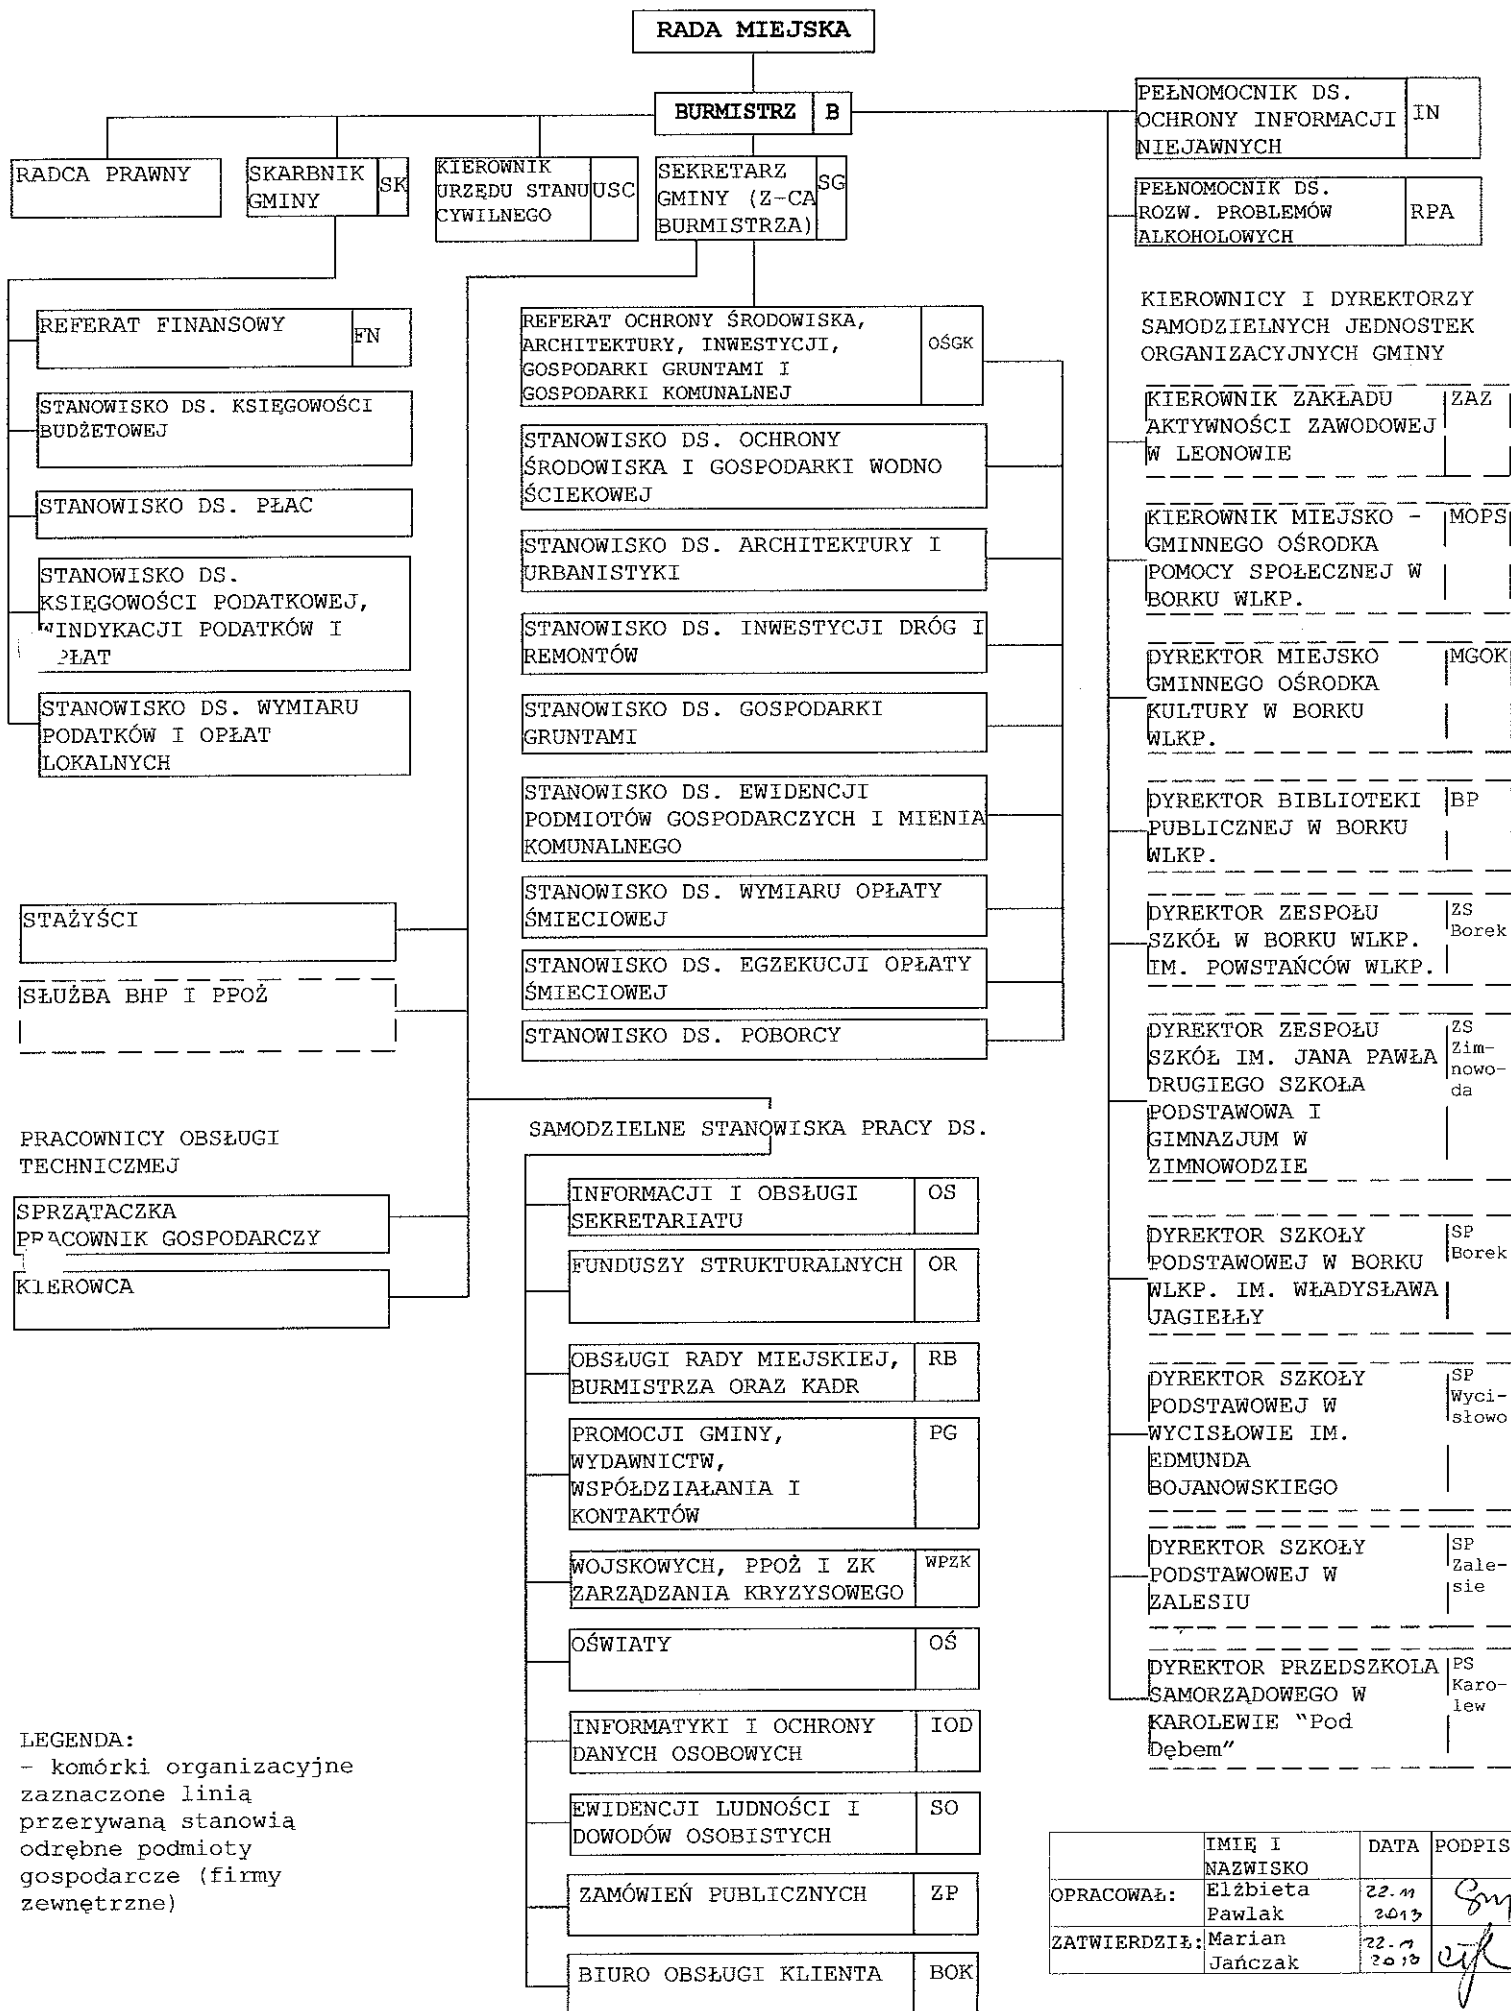 RADA MIEJSKA
BURMISTRZ B
RADCA PRAWNY
SKARBNIK
GMINY
SK
KIEROWNIK
URZĘDU STANU
CYWILNEGO
USC
SEKRETARZ
GMINY (Z-CA
BURMISTRZA)
SG
PEŁNOMOCNIK DS.
OCHRONY INFORMACJI
NIEJAWNYCH
IN
PEŁNOMOCNIK DS.
ROZW. PROBLEMÓW
ALKOHOLOWYCH
RPA
REFERAT FINANSOWY
FN
STANOWISKO DS. KSIĘGOWOŚCI
BUDŻETOWEJ
STANOWISKO DS. PŁAC
STANOWISKO DS.
KSIĘGOWOŚCI PODATKOWEJ,
WINDYKACJI PODATKÓW I
PŁAT
STANOWISKO DS. WYMIARU
PODATKÓW I OPŁAT
LOKALNYCH
STAŻYŚCI
SŁUŻBA BHP I PPOŻ
PRACOWNICY OBSŁUGI
TECHNICZMEJ
SPRZĄTACZKA
PRACOWNIK GOSPODARCZY
KIEROWCA
REFERAT OCHRONY ŚRODOWISKA,
ARCHITEKTURY, INWESTYCJI,
GOSPODARKI GRUNTAMI I
GOSPODARKI KOMUNALNEJ
OŚGK
STANOWISKO DS. OCHRONY
ŚRODOWISKA I GOSPODARKI WODNO
ŚCIEKOWEJ
STANOWISKO DS. ARCHITEKTURY I
URBANISTYKI
STANOWISKO DS. INWESTYCJI DRÓG I
REMONTÓW
STANOWISKO DS. GOSPODARKI
GRUNTAMI
STANOWISKO DS. EWIDENCJI
PODMIOTÓW GOSPODARCZYCH I MIENIA
KOMUNALNEGO
STANOWISKO DS. WYMIARU OPŁATY
ŚMIECIOWEJ
STANOWISKO DS. EGZEKUCJI OPŁATY
ŚMIECIOWEJ
STANOWISKO DS. POBORCY
SAMODZIELNE STANOWISKA PRACY DS.
INFORMACJI I OBSŁUGI
SEKRETARIATU
OS
FUNDUSZY STRUKTURALNYCH
OR
OBSŁUGI RADY MIEJSKIEJ,
BURMISTRZA ORAZ KADR
RB
PROMOCJI GMINY,
WYDAWNICTW,
WSPÓŁDZIAŁANIA I
KONTAKTÓW
PG
WOJSKOWYCH, PPOŻ I ZK
ZARZĄDZANIA KRYZYSOWEGO
WPZK
OŚWIATY
OŚ
INFORMATYKI I OCHRONY
DANYCH OSOBOWYCH
IOD
EWIDENCJI LUDNOŚCI I
DOWODÓW OSOBISTYCH
SO
ZAMÓWIEŃ PUBLICZNYCH
ZP
BIURO OBSŁUGI KLIENTA
BOK
KIEROWNICY I DYREKTORZY
SAMODZIELNYCH JEDNOSTEK
ORGANIZACYJNYCH GMINY
KIEROWNIK ZAKŁADU
AKTYWNOŚCI ZAWODOWEJ
W LEONOWIE
ZAZ
KIEROWNIK MIEJSKO -
GMINNEGO OŚRODKA
POMOCY SPOŁECZNEJ W
BORKU WLKP.
MOPS
DYREKTOR MIEJSKO
GMINNEGO OŚRODKA
KULTURY W BORKU
WLKP.
MGOK
DYREKTOR BIBLIOTEKI
PUBLICZNEJ W BORKU
WLKP.
BP
DYREKTOR ZESPOŁU
SZKÓŁ W BORKU WLKP.
IM. POWSTAŃCÓW WLKP.
ZS
Borek
DYREKTOR ZESPOŁU
SZKÓŁ IM. JANA PAWŁA
DRUGIEGO SZKOŁA
PODSTAWOWA I
GIMNAZJUM W
ZIMNOWODZIE
ZS
Zim-
nowo-
da
DYREKTOR SZKOŁY
PODSTAWOWEJ W BORKU
WLKP. IM. WŁADYSŁAWA
JAGIEŁŁY
SP
Borek
DYREKTOR SZKOŁY
PODSTAWOWEJ W
WYCISŁOWIE IM.
EDMUNDA
BOJANOWSKIEGO
SP
Wyci-
słowo
DYREKTOR SZKOŁY
PODSTAWOWEJ W
ZALESIU
SP
Zale-
sie
DYREKTOR PRZEDSZKOLA
SAMORZĄDOWEGO W
KAROLEWIE "Pod
Dębem"
PS
Karo-
lew
LEGENDA:
- komórki organizacyjne
zaznaczone linią
przerywaną stanowią
odrębne podmioty
gospodarcze (firmy
zewnętrzne)
IMIĘ I
NAZWISKO
DATA PODPIS
OPRACOWAŁ:
Elżbieta
Pawlak
22.11
2013
ZATWIERDZIŁ:
Marian
Jańczak
22.11
2013